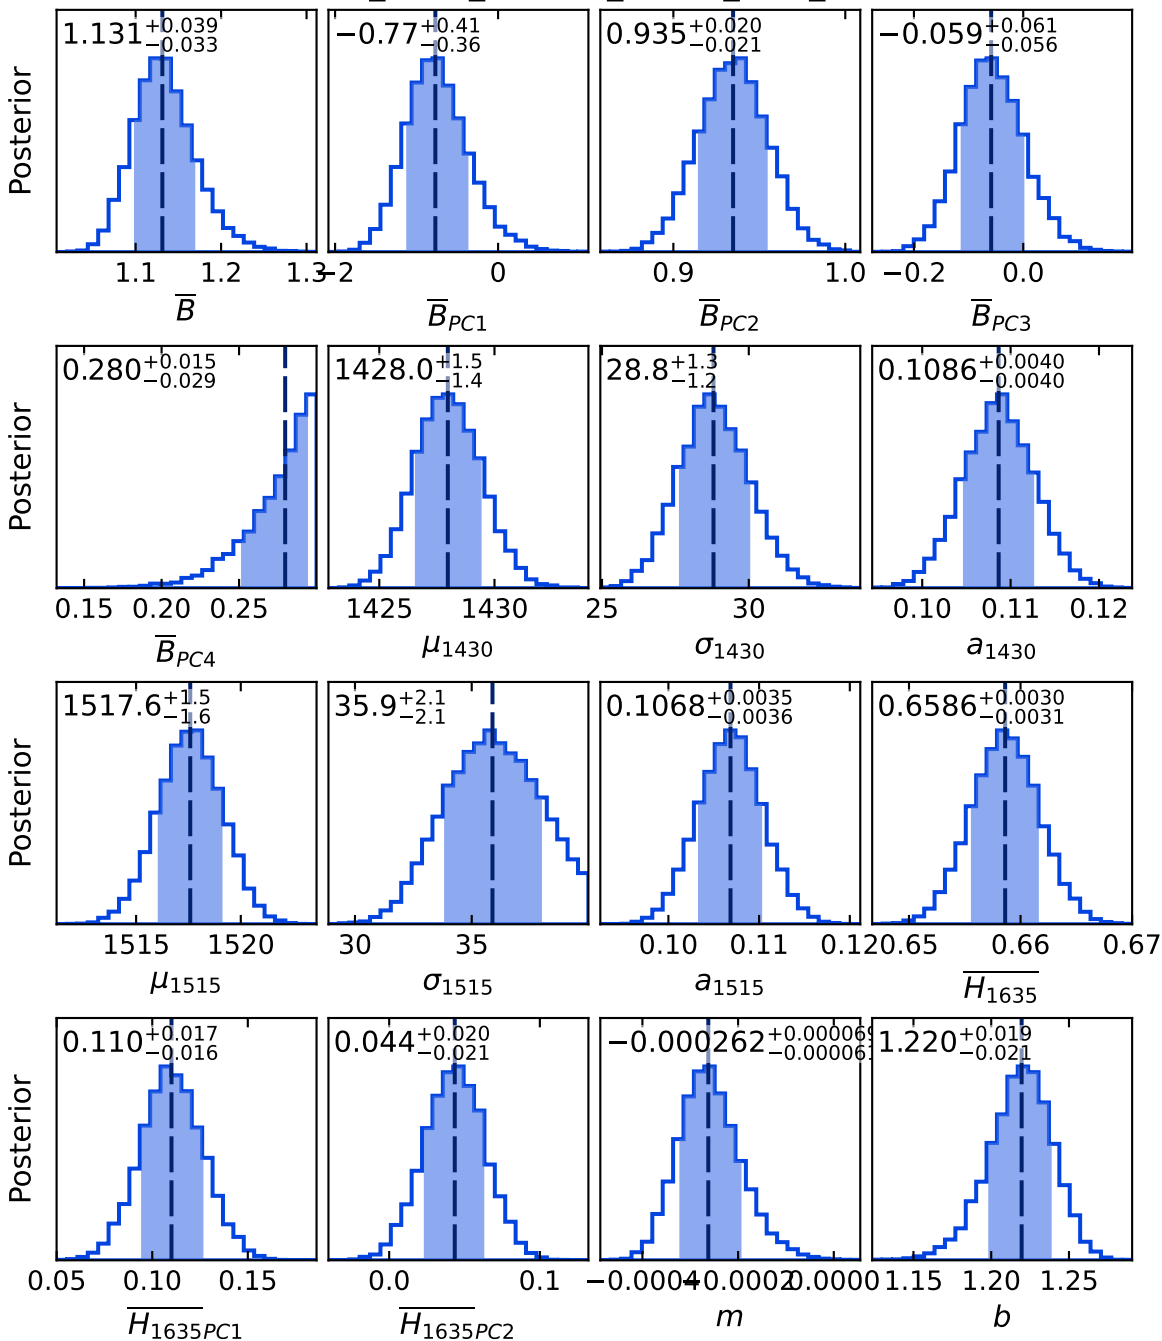 1.131 +0.039 −0.033
−0.77 +0.41 −0.36
0.935 +0.020 −0.021
−0.059 +0.061 −0.056
Posterior
1.1 1.2 1.3
−2 0
0.9 1.0
−0.2 0.0
B
B PC1
B PC2
B PC3
0.280 +0.015 −0.029
1428.0 +1.5 −1.4
28.8 +1.3 −1.2
0.1086 +0.0040 −0.0040
Posterior
0.15 0.20 0.25
1425 1430
25 30
0.10 0.11 0.12
B PC4
μ1430
σ1430
a1430
1517.6 +1.5 −1.6
35.9 +2.1 −2.1
0.1068 +0.0035 −0.0036
0.6586 +0.0030 −0.0031
Posterior
1515 1520
30 35
0.10 0.11 0.12
0.65 0.66 0.67
μ1515
σ1515
a1515
H1635
0.110 +0.017 −0.016
0.044 +0.020 −0.021
−0.000262 +0.000069 −0.00006
1.220 +0.019 −0.021
Posterior
0.05 0.10 0.15
0.0 0.1
−0.0004 −0.0002 0.0000
1.15 1.20 1.25
H1635PC1
H1635PC2
m
b